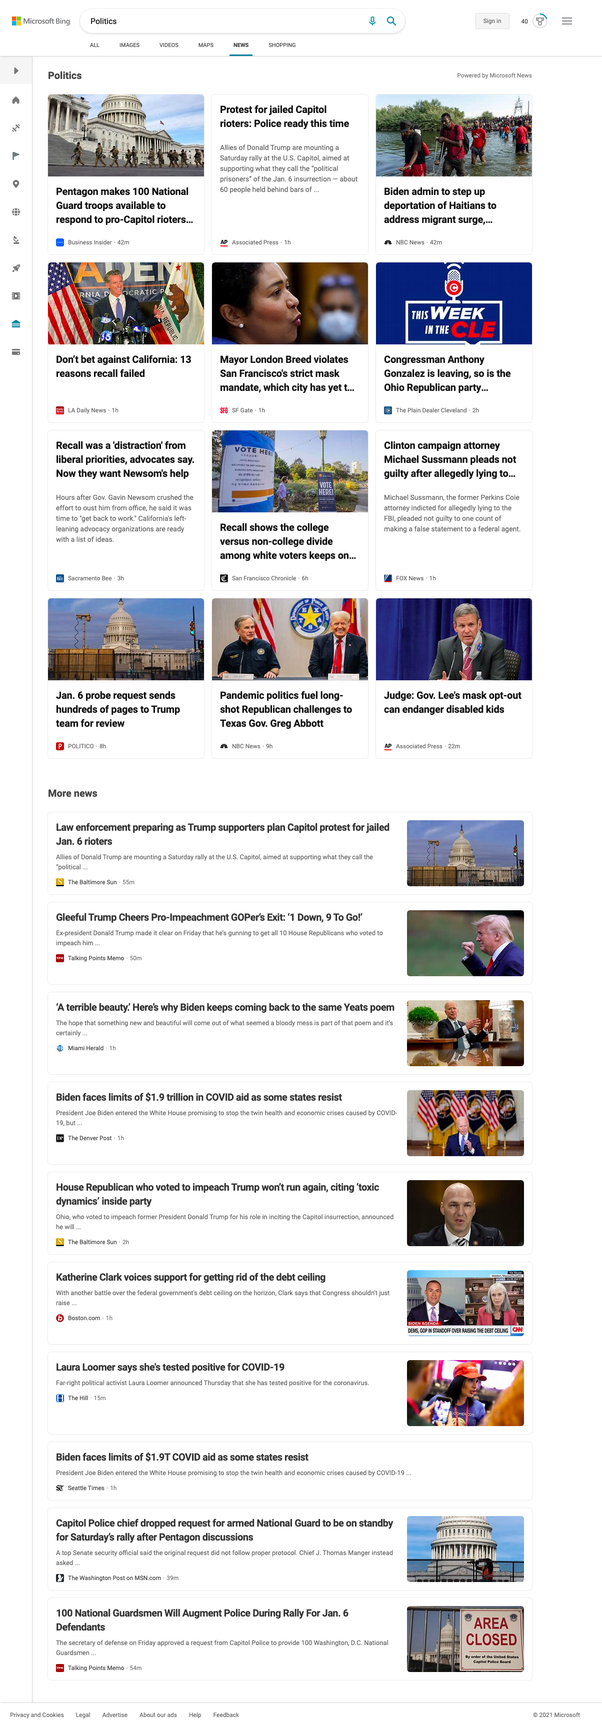 Microsoft Bing
Politics
Sign in
40
ALL IMAGES VIDEOS MAPS NEWS SHOPPING
Politics
Powered by Microsoft News
Pentagon makes 100 National
Guard troops available to
respond to pro-Capitol rioters...
Business Insider · 42m
Protest for jailed Capitol
rioters: Police ready this time
Allies of Donald Trump are mounting a
Saturday rally at the U.S. Capitol, aimed at
supporting what they call the "political
prisoners" of the Jan. 6 insurrection — about
60 people held behind bars of ...
AP Associated Press · 1h
Biden admin to step up
deportation of Haitians to
address migrant surge,...
NBC News · 42m
Don't bet against California: 13
reasons recall failed
LA Daily News · 1h
Mayor London Breed violates
San Francisco's strict mask
mandate, which city has yet t...
SF Gate · 1h
THIS WEEK
IN THE CLE
Congressman Anthony
Gonzalez is leaving, so is the
Ohio Republican party...
The Plain Dealer Cleveland · 2h
Recall was a 'distraction' from
liberal priorities, advocates say.
Now they want Newsom's help
Hours after Gov. Gavin Newsom crushed the
effort to oust him from office, he said it was
time to "get back to work." California's left-
leaning advocacy organizations are ready
with a list of ideas.
Sacramento Bee · 3h
VOTE HERE
VOTE
HERE!
Recall shows the college
versus non-college divide
among white voters keeps on...
San Francisco Chronicle · 6h
Clinton campaign attorney
Michael Sussmann pleads not
guilty after allegedly lying to...
Michael Sussmann, the former Perkins Coie
attorney indicted for allegedly lying to the
FBI, pleaded not guilty to one count of
making a false statement to a federal agent.
FOX News · 1h
Jan. 6 probe request sends
hundreds of pages to Trump
team for review
POLITICO · 8h
Pandemic politics fuel long-
shot Republican challenges to
Texas Gov. Greg Abbott
NBC News · 9h
Judge: Gov. Lee's mask opt-out
can endanger disabled kids
AP Associated Press · 22m
More news
Law enforcement preparing as Trump supporters plan Capitol protest for jailed
Jan. 6 rioters
Allies of Donald Trump are mounting a Saturday rally at the U.S. Capitol, aimed at supporting what they call the
"political ...
The Baltimore Sun · 55m
Gleeful Trump Cheers Pro-Impeachment GOPer's Exit: '1 Down, 9 To Go!'
Ex-president Donald Trump made it clear on Friday that he's gunning to get all 10 House Republicans who voted to
impeach him ...
Talking Points Memo · 50m
'A terrible beauty.' Here's why Biden keeps coming back to the same Yeats poem
The hope that something new and beautiful will come out of what seemed a bloody mess is part of that poem and it's
certainly ...
Miami Herald · 1h
Biden faces limits of $1.9 trillion in COVID aid as some states resist
President Joe Biden entered the White House promising to stop the twin health and economic crises caused by COVID-
19, but ...
The Denver Post · 1h
House Republican who voted to impeach Trump won't run again, citing 'toxic
dynamics' inside party
Ohio, who voted to impeach former President Donald Trump for his role in inciting the Capitol insurrection, announced
he will ...
The Baltimore Sun · 2h
Katherine Clark voices support for getting rid of the debt ceiling
With another battle over the federal government's debt ceiling on the horizon, Clark says that Congress shouldn't just
raise ...
Boston.com · 1h
BIDEN AGENDA
DEMS, GOP IN STANDOFF OVER RAISING THE DEBT CEILING CNN
Laura Loomer says she's tested positive for COVID-19
Far-right political activist Laura Loomer announced Thursday that she has tested positive for the coronavirus.
The Hill · 15m
Biden faces limits of $1.9T COVID aid as some states resist
President Joe Biden entered the White House promising to stop the twin health and economic crises caused by COVID-19 ...
Seattle Times · 1h
Capitol Police chief dropped request for armed National Guard to be on standby
for Saturday's rally after Pentagon discussions
A top Senate security official said the original request did not follow proper protocol. Chief J. Thomas Manger instead
asked ...
The Washington Post on MSN.com · 39m
100 National Guardsmen Will Augment Police During Rally For Jan. 6
Defendants
The secretary of defense on Friday approved a request from Capitol Police to provide 100 Washington, D.C. National
Guardsmen ...
Talking Points Memo · 54m
AREA
CLOSED
By order of the United States
Capitol Police Board
Privacy and Cookies Legal Advertise About our ads Help Feedback
© 2021 Microsoft